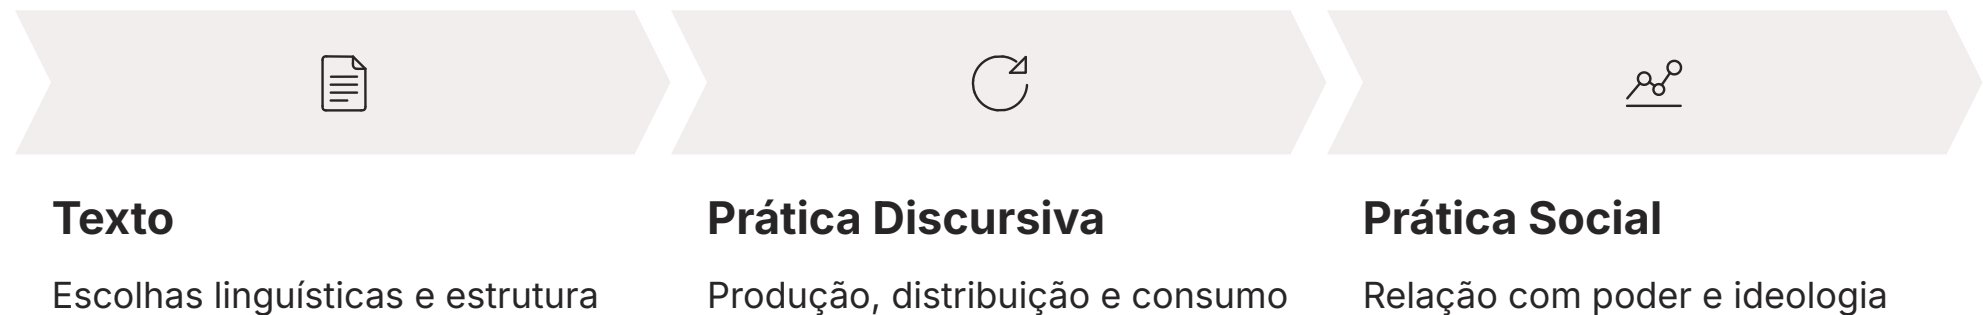 Texto
Escolhas linguísticas e estrutura
Prática Discursiva
Produção, distribuição e consumo
Prática Social
Relação com poder e ideologia